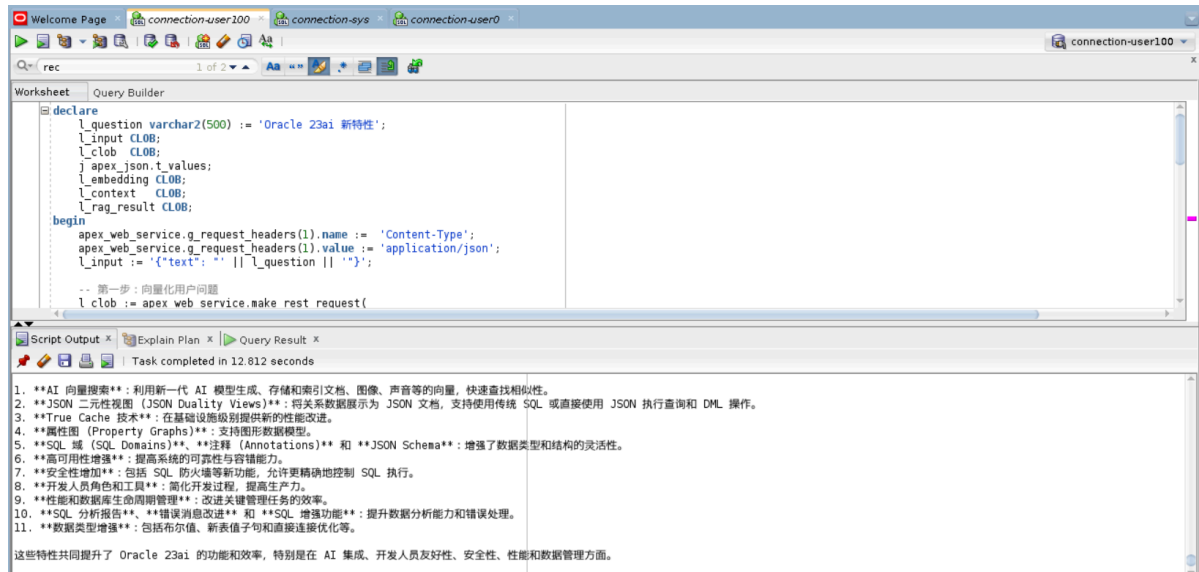 Welcome Page × connection-user100 × connection-sys × connection-user0 ×
connection-user100
rec 1 of 2 Aa “” .*
Worksheet Query Builder
declare
l_question varchar2(500) := 'Oracle 23ai 新特性';
l_input CLOB;
l_clob CLOB;
j apex_json.t_values;
l_embedding CLOB;
l_context CLOB;
l_rag_result CLOB;
begin
apex_web_service.g_request_headers(1).name := 'Content-Type';
apex_web_service.g_request_headers(1).value := 'application/json';
l_input := '{"text": "' || l_question || '"}';
-- 第一步：向量化用户问题
l_clob := apex_web_service.make_rest_request(
Script Output × Explain Plan × Query Result ×
Task completed in 12.812 seconds
1. **AI 向量搜索**：利用新一代 AI 模型生成、存储和索引文档、图像、声音等的向量，快速查找相似性。
2. **JSON 二元性视图 (JSON Duality Views)**：将关系数据展示为 JSON 文档，支持使用传统 SQL 或直接使用 JSON 执行查询和 DML 操作。
3. **True Cache 技术**：在基础设施级别提供新的性能改进。
4. **属性图 (Property Graphs)**：支持图形数据模型。
5. **SQL 域 (SQL Domains)**、**注释 (Annotations)** 和 **JSON Schema**：增强了数据类型和结构的灵活性。
6. **高可用性增强**：提高系统的可靠性与容错能力。
7. **安全性增加**：包括 SQL 防火墙等新功能，允许更精确地控制 SQL 执行。
8. **开发人员角色和工具**：简化开发过程，提高生产力。
9. **性能和数据库生命周期管理**：改进关键管理任务的效率。
10. **SQL 分析报告**、**错误消息改进** 和 **SQL 增强功能**：提升数据分析能力和错误处理。
11. **数据类型增强**：包括布尔值、新表值子句和直接连接优化等。
这些特性共同提升了 Oracle 23ai 的功能和效率，特别是在 AI 集成、开发人员友好性、安全性、性能和数据管理方面。